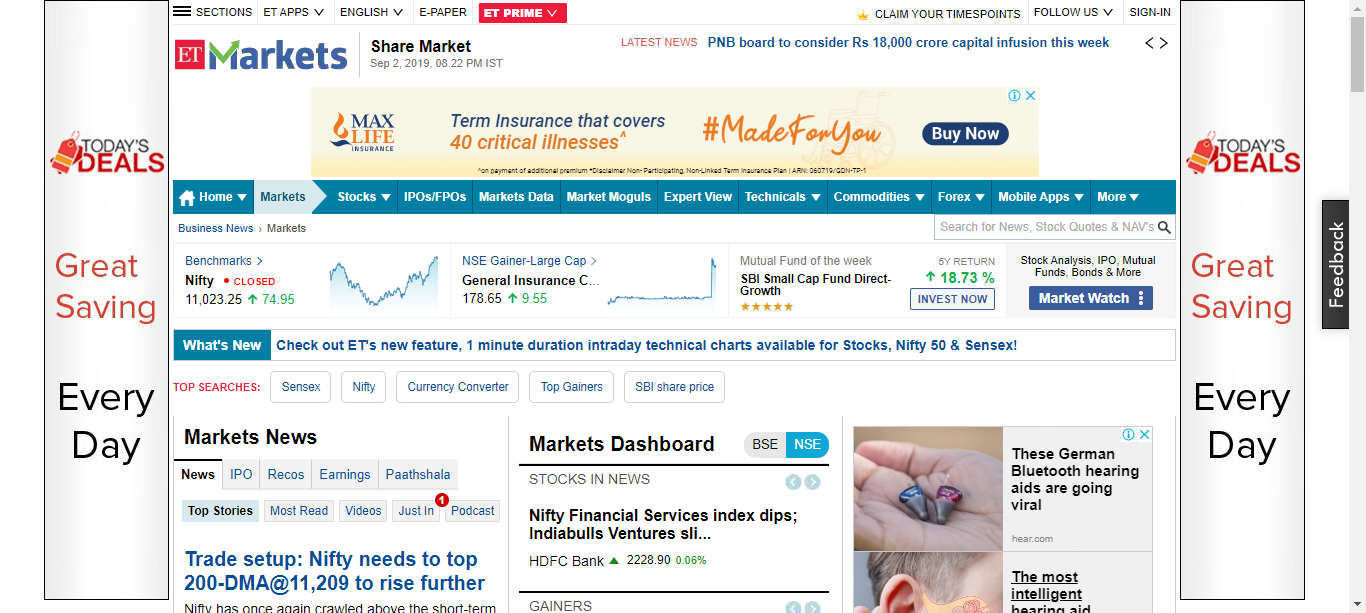 SECTIONS
ET APPS
ENGLISH
E-PAPER
ET PRIME
CLAIM YOUR TIMESPOINTS
FOLLOW US
SIGN-IN
ET Markets
Share Market
Sep 2, 2019, 08.22 PM IST
LATEST NEWS PNB board to consider Rs 18,000 crore capital infusion this week
TODAY'S
DEALS
Great
Saving
Every
Day
MAX
LIFE
INSURANCE
Term Insurance that covers
40 critical illnesses^
#MadeForYou
Buy Now
^on payment of additional premium *Disclaimer Non- Participating, Non-Linked Term Insurance Plan | ARN: 060719/GDN-TP-1
Home
Markets
Stocks
IPOs/FPOs
Markets Data
Market Moguls
Expert View
Technicals
Commodities
Forex
Mobile Apps
More
Business News › Markets
Search for News, Stock Quotes & NAV's
Benchmarks
Nifty CLOSED
11,023.25 74.95
NSE Gainer-Large Cap
General Insurance C...
178.65 9.55
Mutual Fund of the week
SBI Small Cap Fund Direct-
Growth
★★★★★
5Y RETURN
18.73 %
INVEST NOW
Stock Analysis, IPO, Mutual
Funds, Bonds & More
Market Watch
What's New Check out ET's new feature, 1 minute duration intraday technical charts available for Stocks, Nifty 50 & Sensex!
TOP SEARCHES: Sensex Nifty Currency Converter Top Gainers SBI share price
Markets News
News IPO Recos Earnings Paathshala
Top Stories Most Read Videos Just In 1 Podcast
Trade setup: Nifty needs to top
200-DMA@11,209 to rise further
Nifty has once again crawled above the short-term
Markets Dashboard
BSE NSE
STOCKS IN NEWS
Nifty Financial Services index dips;
Indiabulls Ventures sli...
HDFC Bank 2228.90 0.06%
GAINERS
These German
Bluetooth hearing
aids are going
viral
hear.com
The most
intelligent
hearing aid
TODAY'S
DEALS
Great
Saving
Every
Day
Feedback